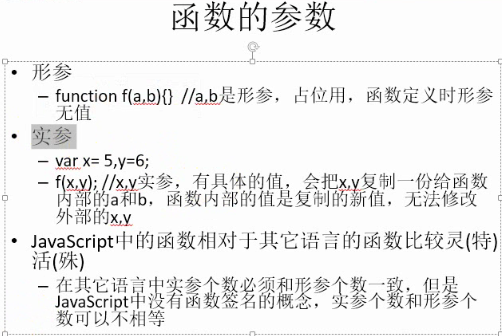 函数的参数
• 形参
– function f(a,b){} //a,b是形参，占位用，函数定义时形参
无值
• 实参
– var x= 5,y=6;
– f(x,y); //x,y实参，有具体的值，会把x,y复制一份给函数
内部的a和b，函数内部的值是复制的新值，无法修改
外部的x,y
• JavaScript中的函数相对于其它语言的函数比较灵(特)
活(殊)
– 在其它语言中实参个数必须和形参个数一致，但是
JavaScript中没有函数签名的概念，实参个数和形参个
数可以不相等